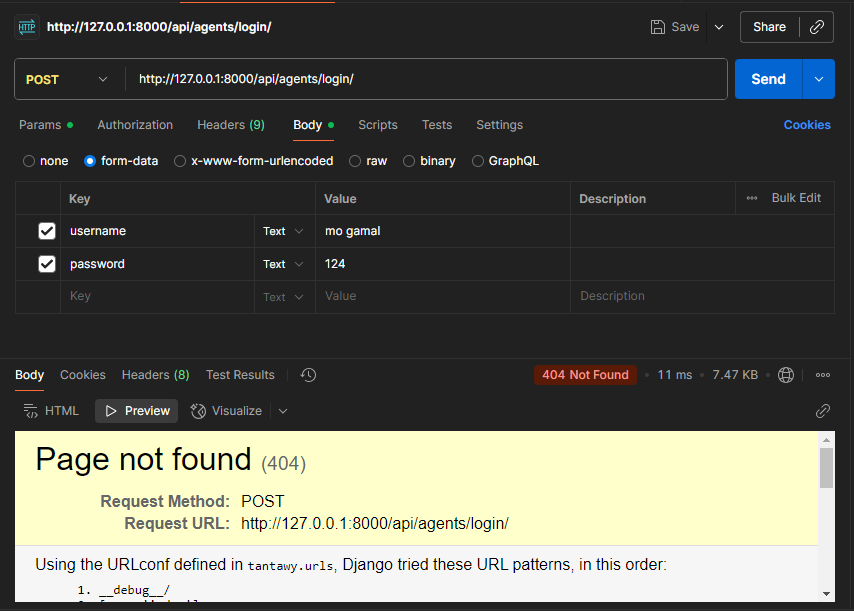 HTTP http://127.0.0.1:8000/api/agents/login/ Save Share
POST http://127.0.0.1:8000/api/agents/login/ Send
Params Authorization Headers (9) Body Scripts Tests Settings Cookies
none form-data x-www-form-urlencoded raw binary GraphQL
Key Value Description ••• Bulk Edit
username Text mo gamal
password Text 124
Key Text Value Description
Body Cookies Headers (8) Test Results 404 Not Found • 11 ms • 7.47 KB •
HTML Preview Visualize
Page not found (404)
Request Method: POST
Request URL: http://127.0.0.1:8000/api/agents/login/
Using the URLconf defined in tantawy.urls, Django tried these URL patterns, in this order:
1. __debug__/